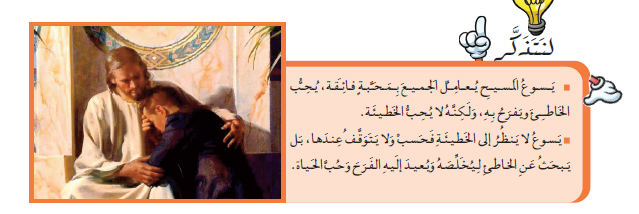 لِنَتَذَكَّر
▪ يَسوعُ المَسيح يُعامِلُ الجَميعَ بِمَحَبَّةٍ فائِقَة، يُحِبُّ
الخاطِئَ وَيَفرَحُ بِهِ، وَلَكِنَّهُ لا يُحِبُّ الخَطيئَة.
▪ يَسوعُ لا يَنظُرُ إلى الخَطيئَةِ فَحَسبْ وَلا يَتَوَقَّفُ عِندَها، بَل
يَبحَثُ عَنِ الخاطئِ لِيُخَلِّصَهُ وَيُعيدَ إلَيهِ الفَرَحَ وَحُبَّ الحَياة.